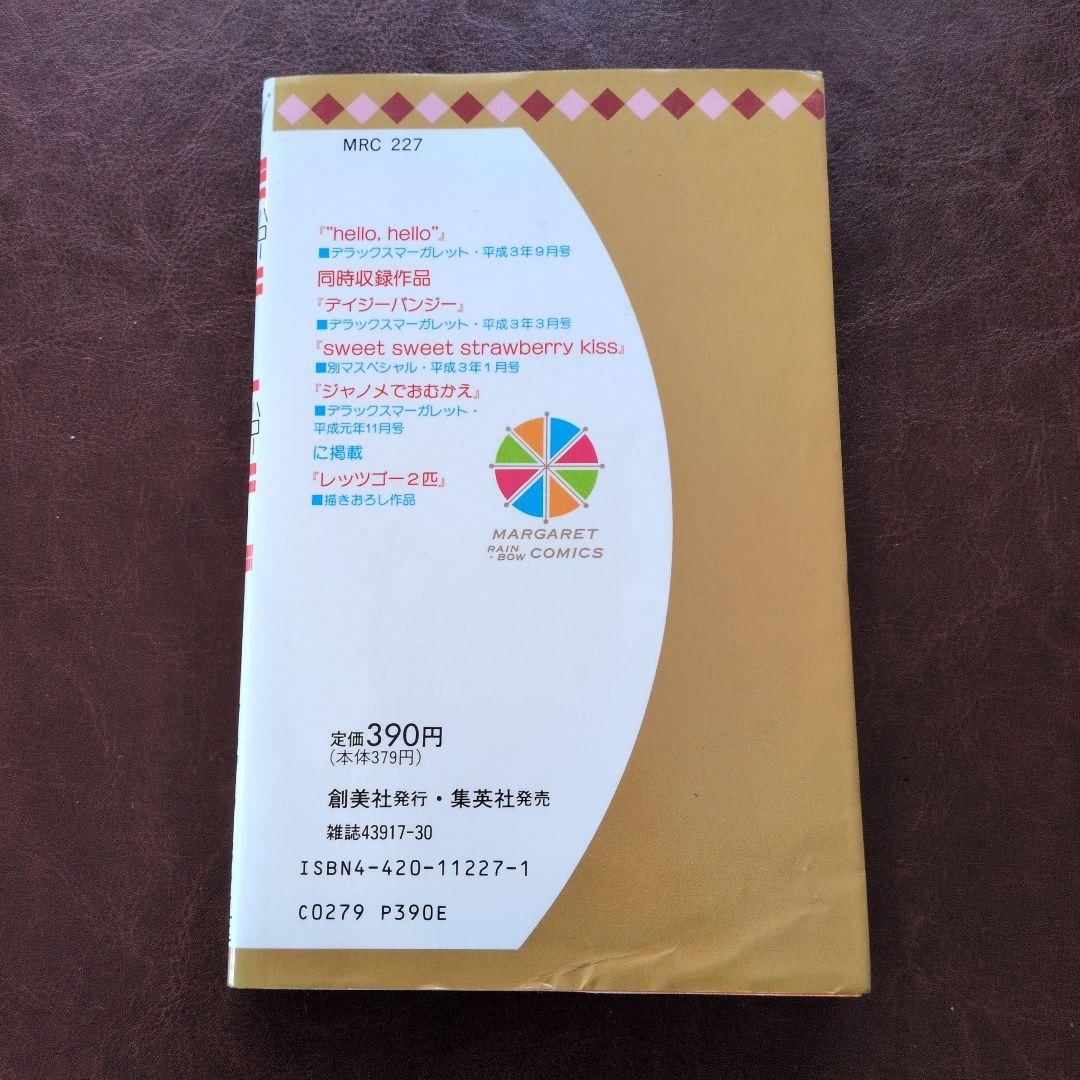 MRC 227
『"hello, hello"』
■デラックスマーガレット・平成3年9月号
同時収録作品
『デイジーパンジー』
■デラックスマーガレット・平成3年3月号
『sweet sweet strawberry kiss』
■別マスペシャル・平成3年1月号
『ジャノメでおむかえ』
■デラックスマーガレット・
平成元年11月号
に掲載
『レッツゴー2匹』
■描きおろし作品
MARGARET
RAIN
-BOW COMICS
定価390円
(本体379円)
創美社発行・集英社発売
雑誌43917-30
ISBN4-420-11227-1
C0279 P390E
ハロー
ハロー